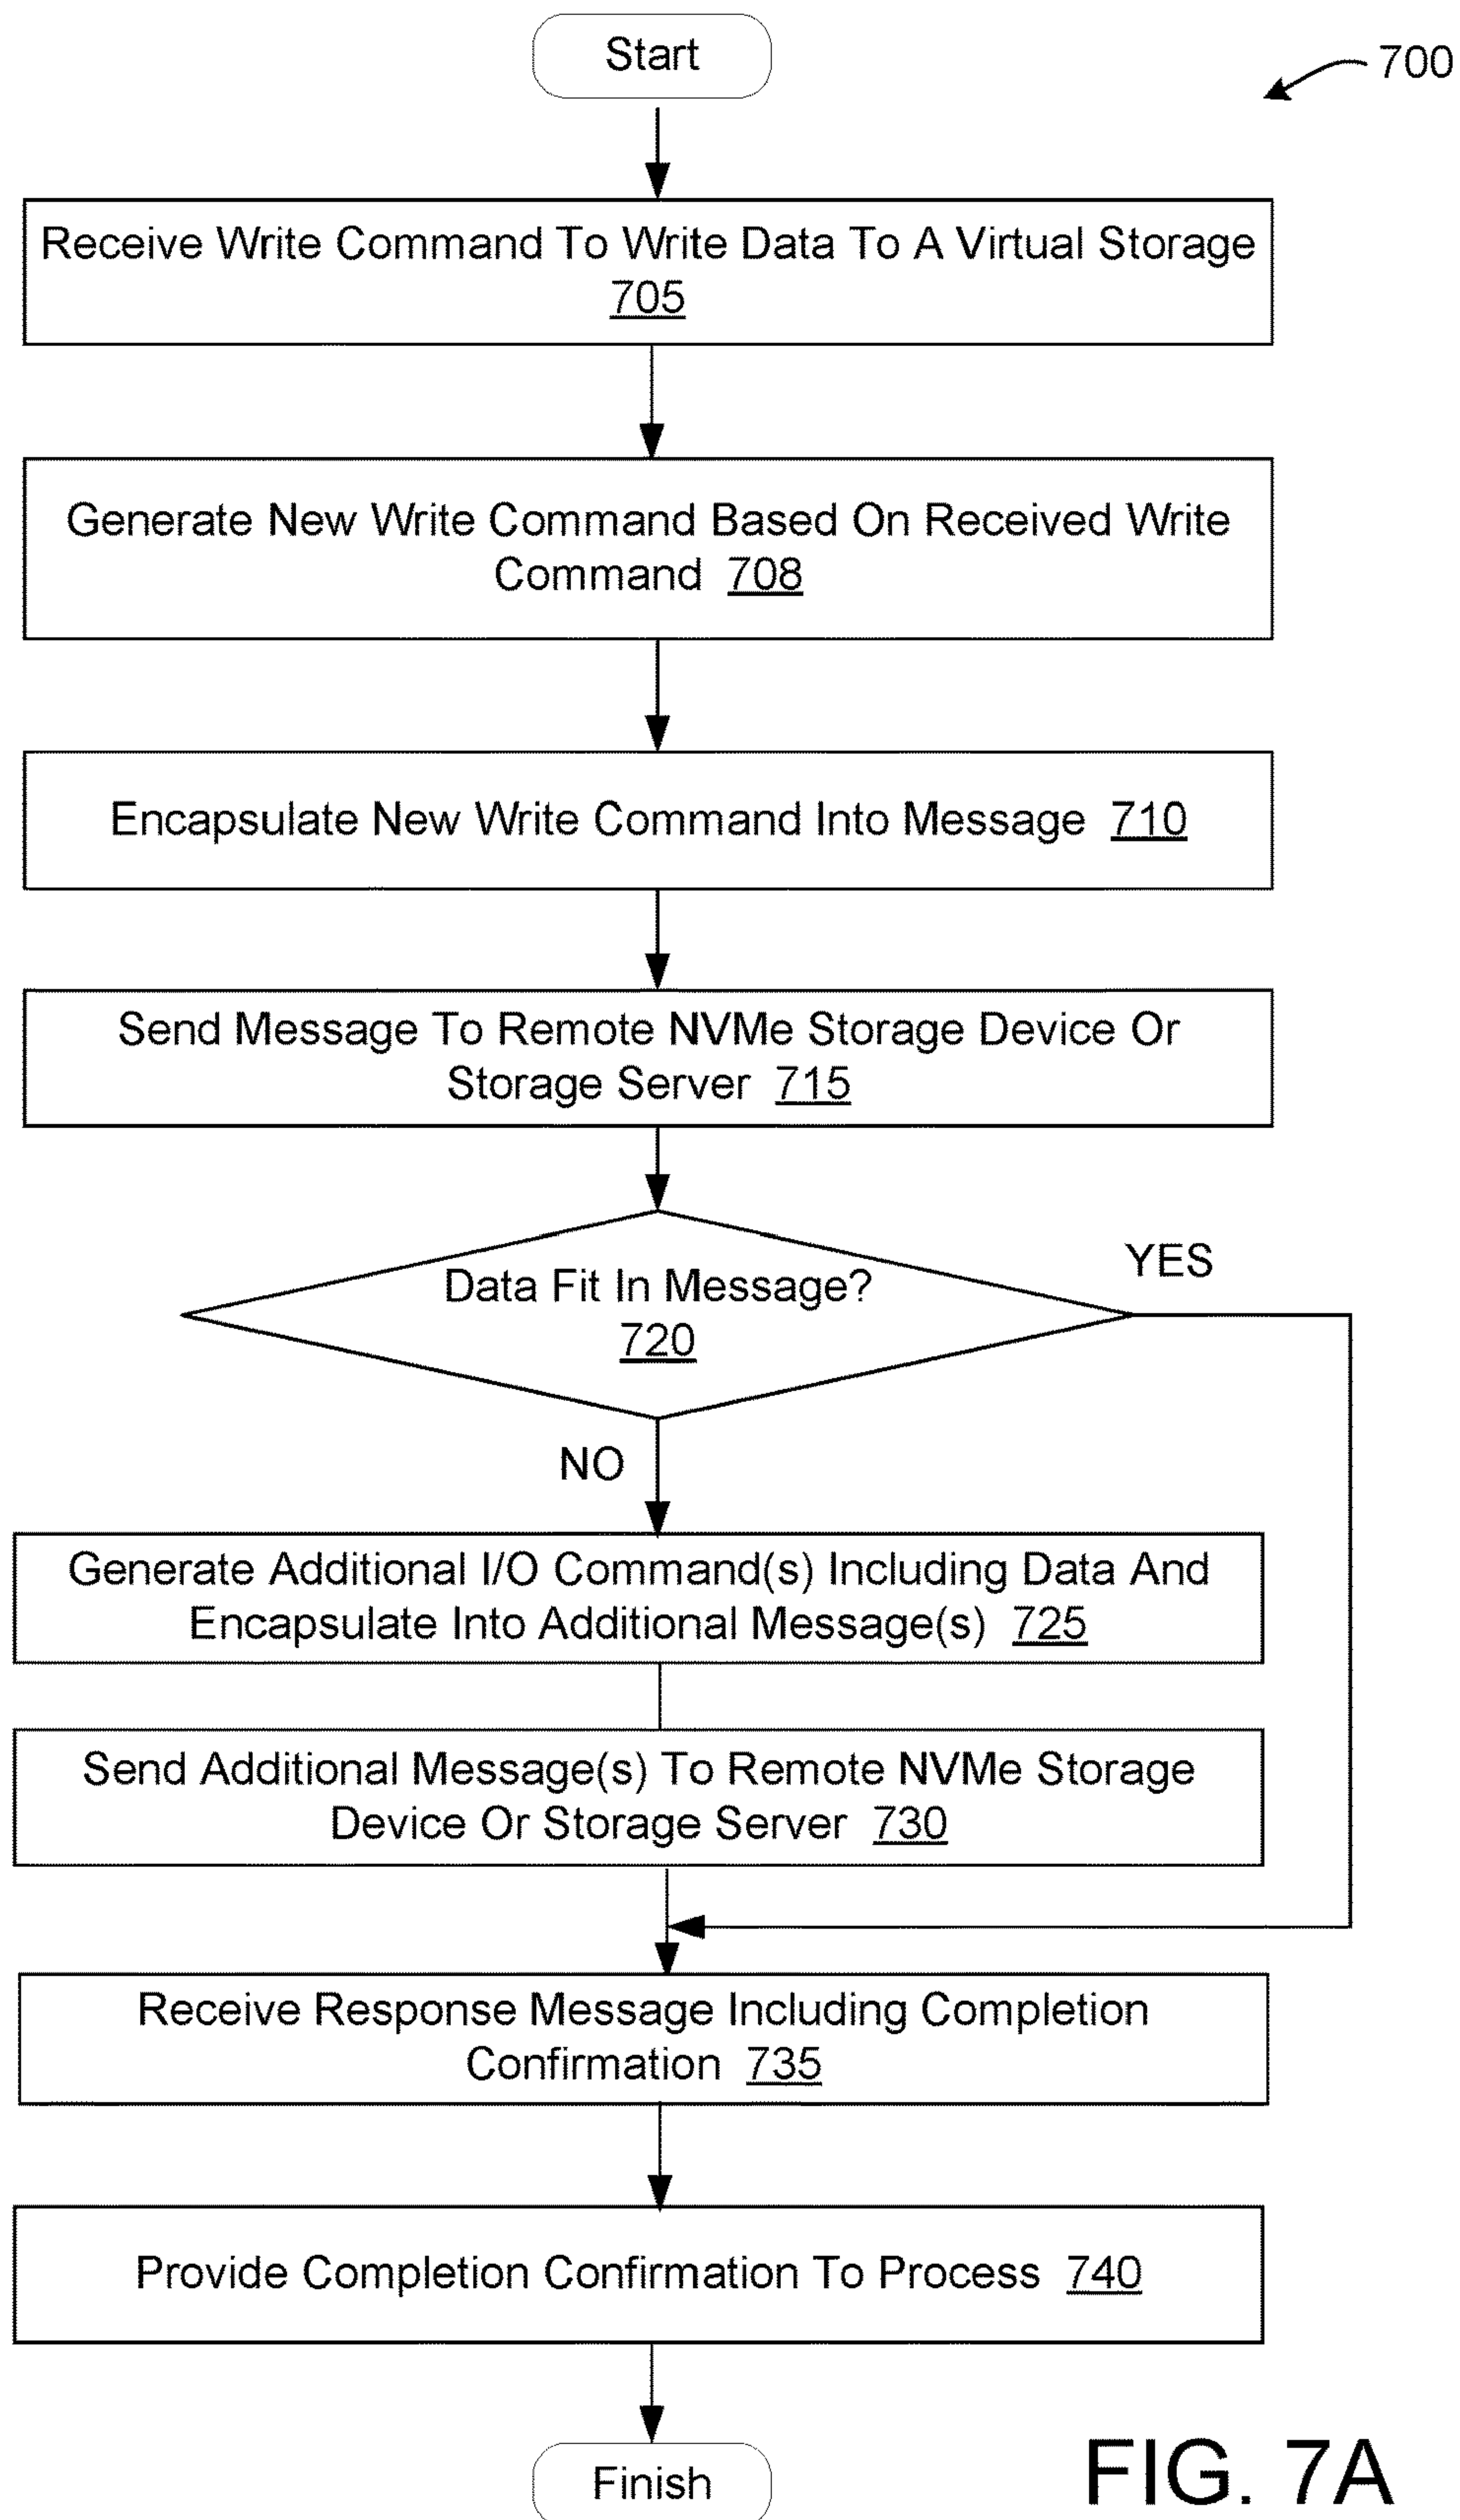 Start
700
Receive Write Command To Write Data To A Virtual Storage
705
Generate New Write Command Based On Received Write
Command 708
Encapsulate New Write Command Into Message 710
Send Message To Remote NVMe Storage Device Or
Storage Server 715
Data Fit In Message?
720
YES
NO
Generate Additional I/O Command(s) Including Data And
Encapsulate Into Additional Message(s) 725
Send Additional Message(s) To Remote NVMe Storage
Device Or Storage Server 730
Receive Response Message Including Completion
Confirmation 735
Provide Completion Confirmation To Process 740
Finish
FIG. 7A